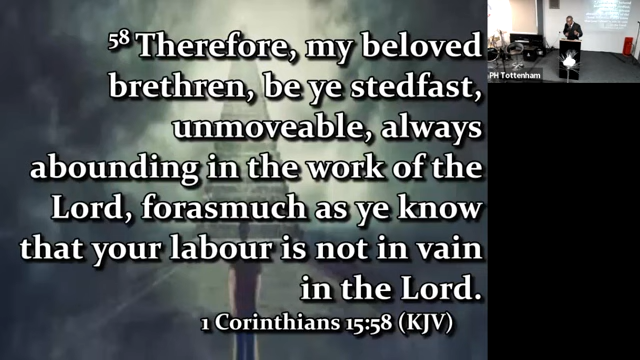 58 Therefore, my beloved
brethren, be ye stedfast,
unmoveable, always
abounding in the work of the
Lord, forasmuch as ye know
that your labour is not in vain
in the Lord.
1 Corinthians 15:58 (KJV)
PH Tottenham